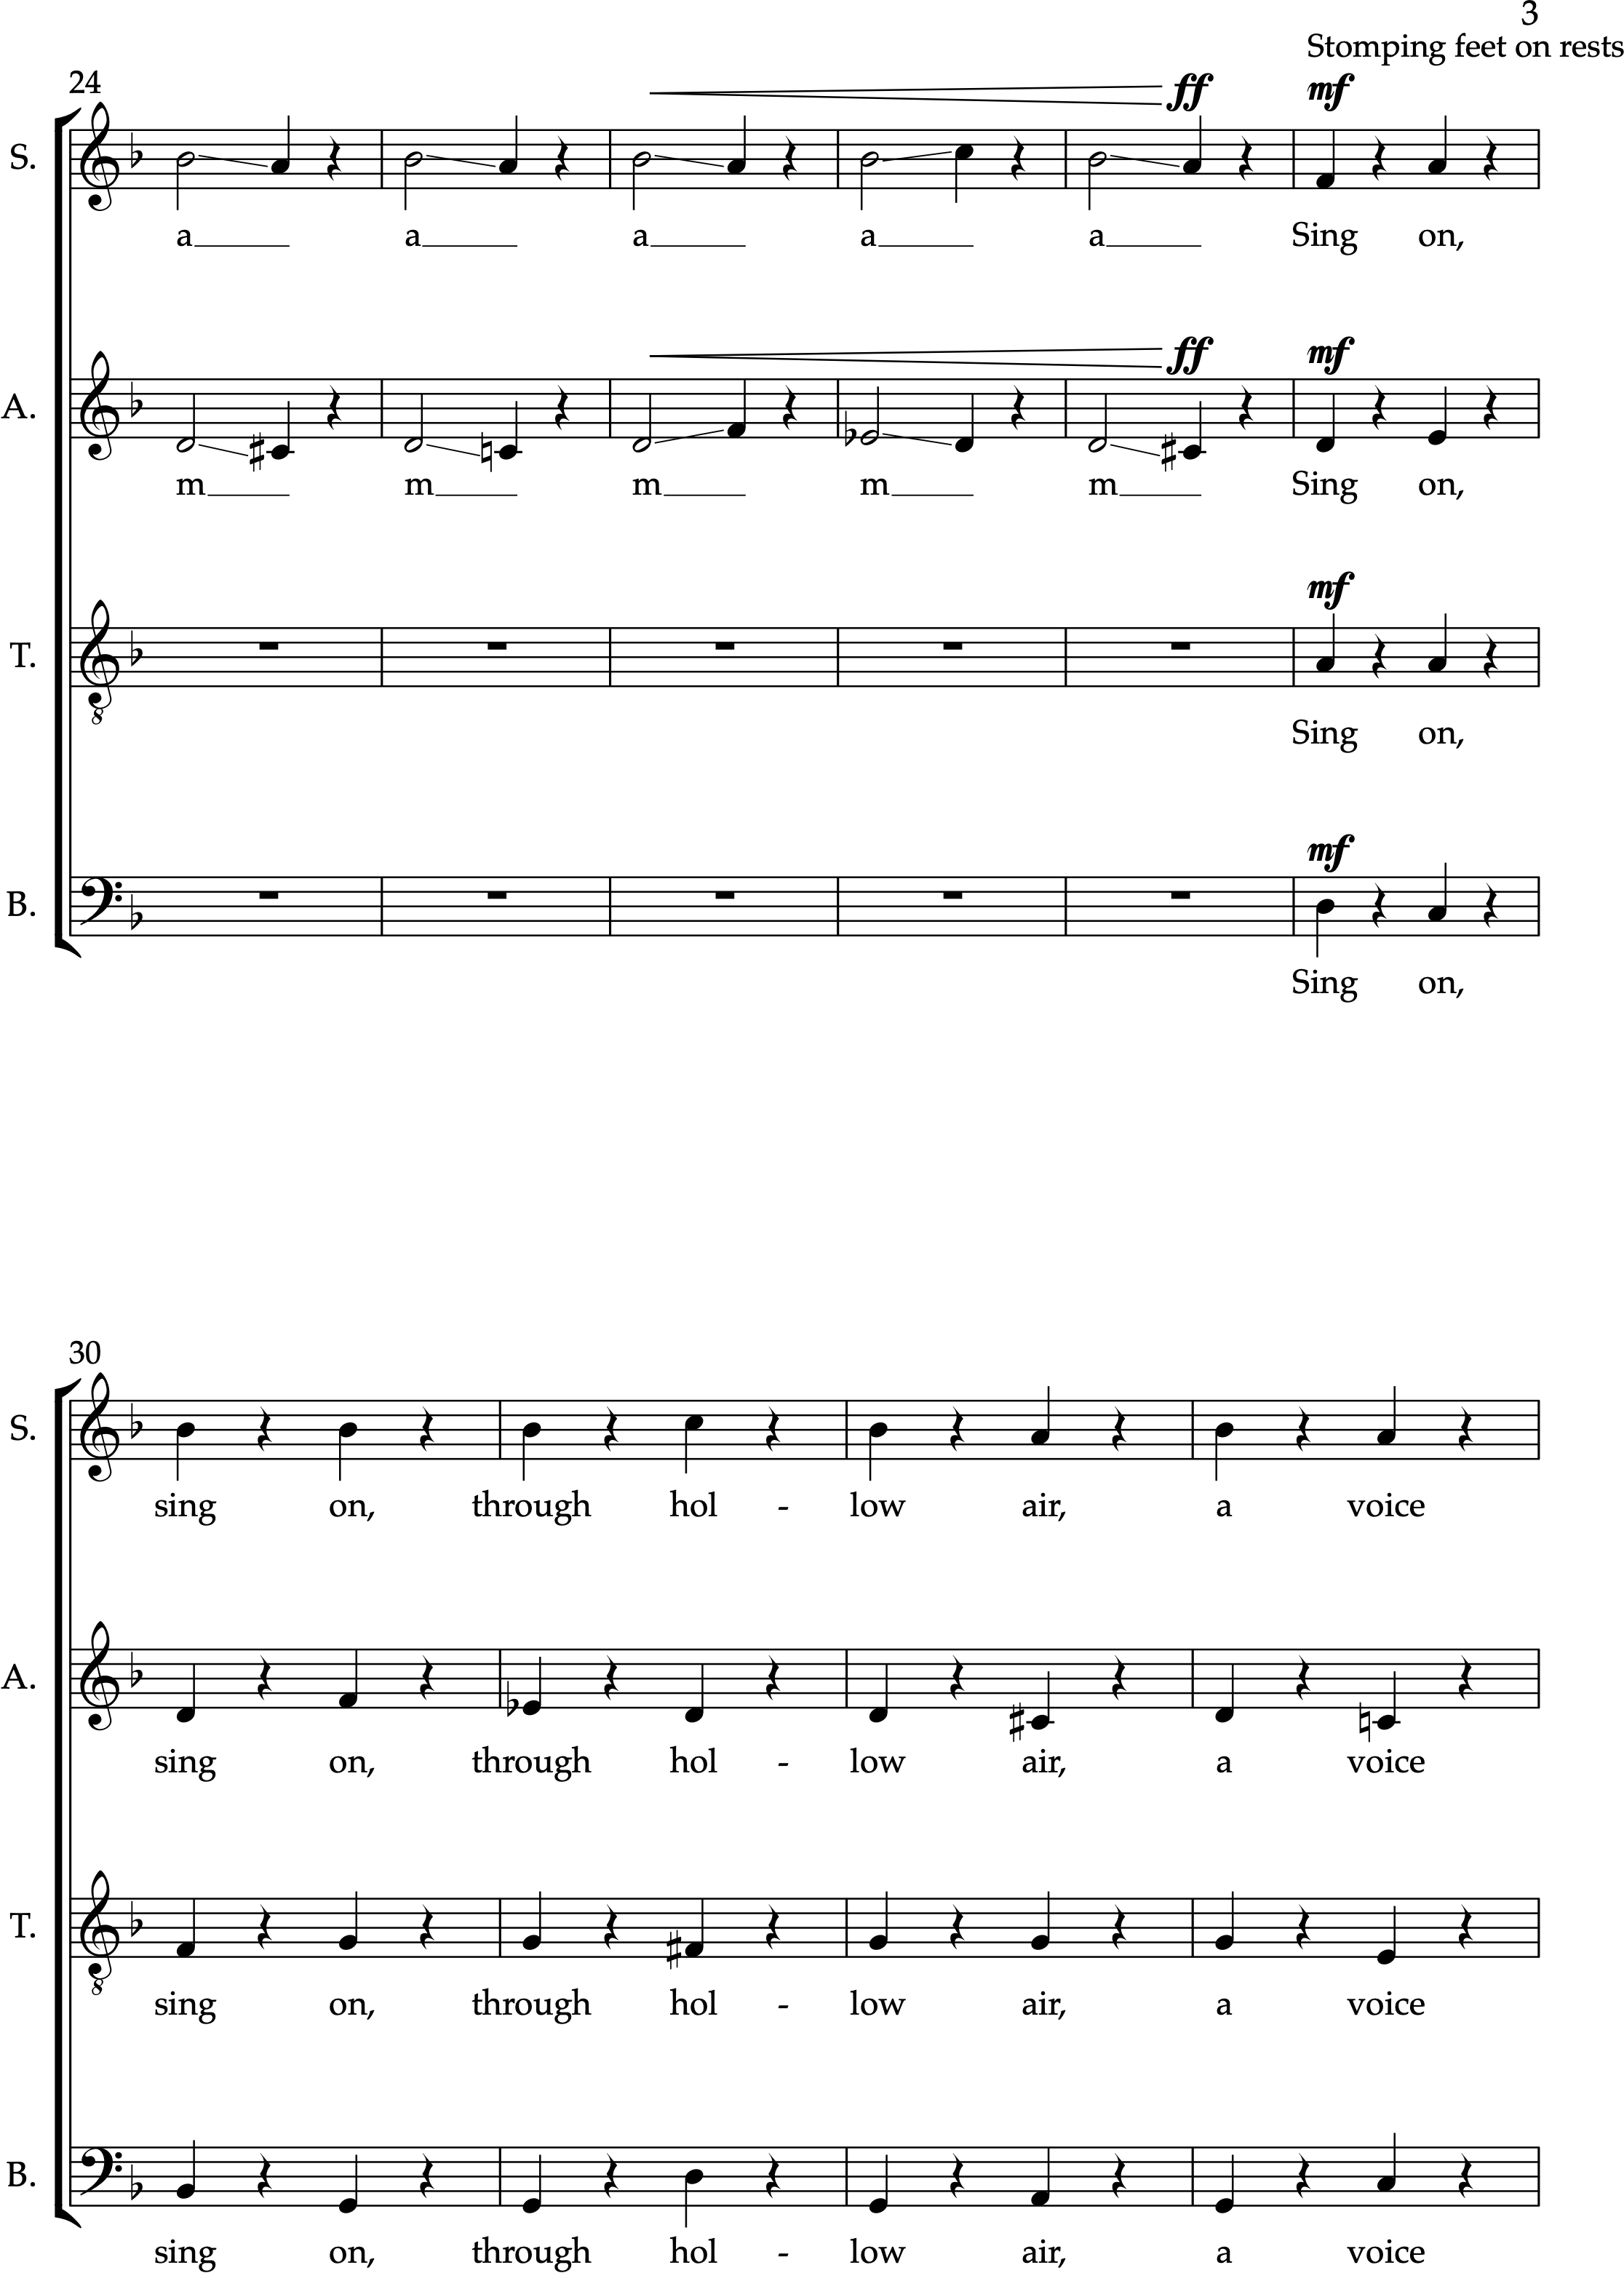 3
Stomping feet on rests
24
ff mf
S.
a a a a a Sing on,
ff mf
A.
m m m m m Sing on,
mf
T.
8
Sing on,
mf
B.
Sing on,
30
S.
sing on, through hol - low air, a voice
A.
sing on, through hol - low air, a voice
T.
8
sing on, through hol - low air, a voice
B.
sing on, through hol - low air, a voice